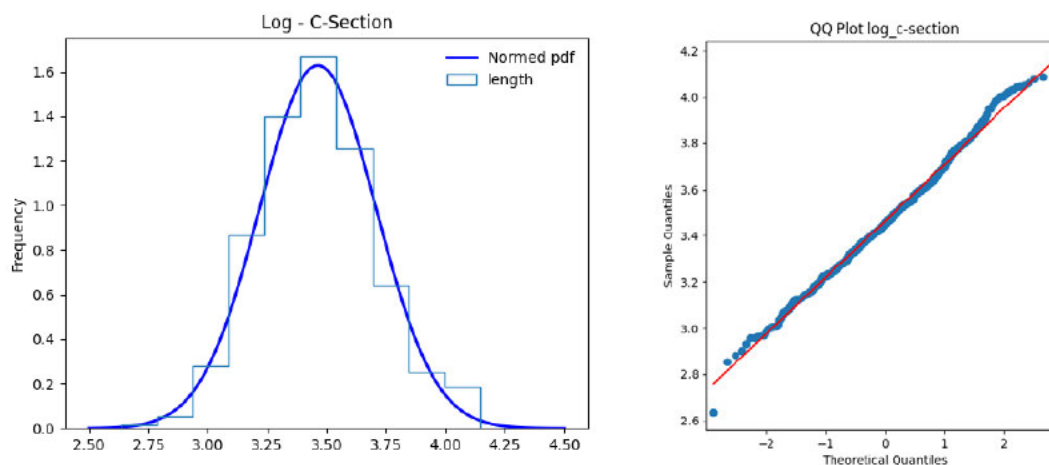 Log - C-Section
Normed pdf
length
Frequency
1.6
1.4
1.2
1.0
0.8
0.6
0.4
0.2
0.0
2.50 2.75 3.00 3.25 3.50 3.75 4.00 4.25 4.50
QQ Plot log_c-section
Sample Quantiles
4.2
4.0
3.8
3.6
3.4
3.2
3.0
2.8
2.6
−2 −1 0 1 2
Theoretical Quantiles